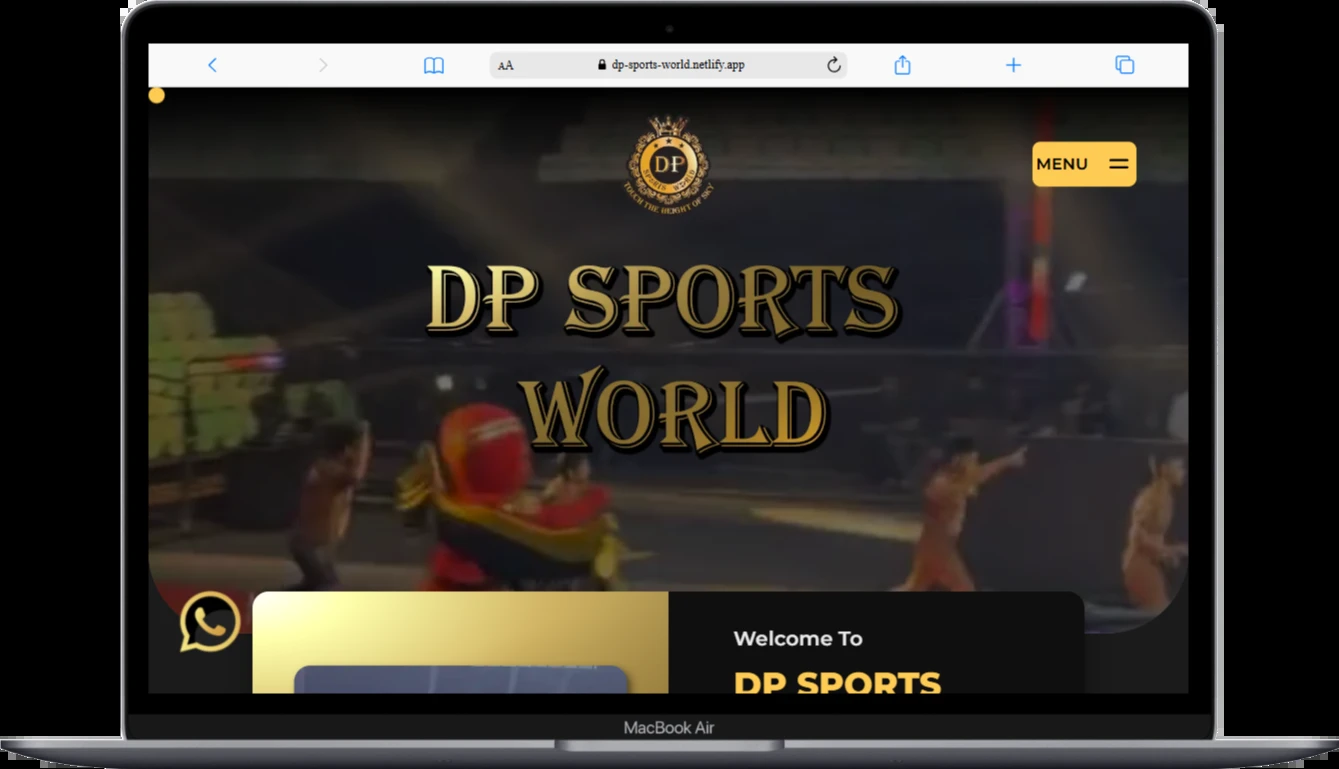 AA
dp-sports-world.netlify.app
DP
SPORTS WORLD
TOUCH THE HEIGHT OF SKY
MENU
DP SPORTS
WORLD
Welcome To
DP SPORTS
MacBook Air